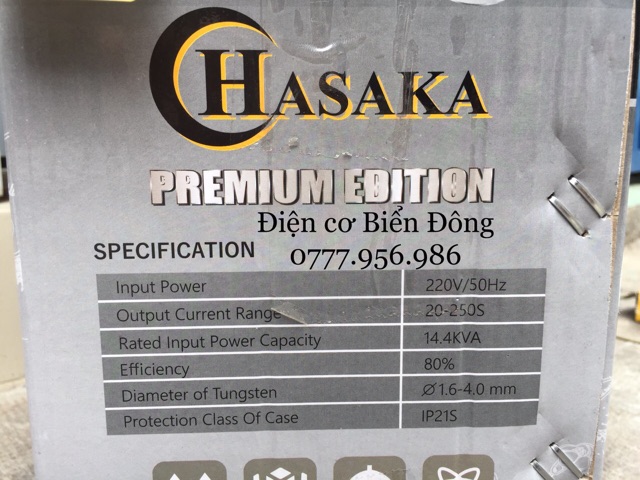 HASAKA
PREMIUM EDITION
Điện cơ Biển Đông
SPECIFICATION
0777.956.986
Input Power 220V/50Hz
Output Current Range 20-250S
Rated Input Power Capacity 14.4KVA
Efficiency 80%
Diameter of Tungsten Ø1.6-4.0 mm
Protection Class Of Case IP21S